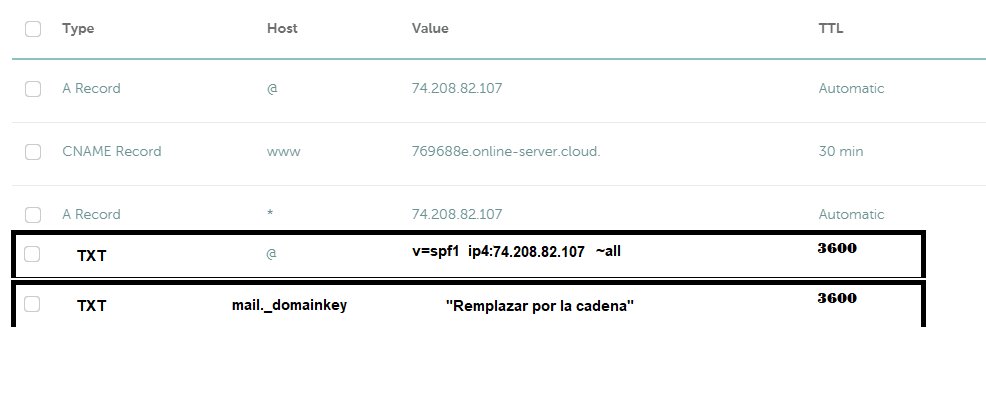 Type Host Value TTL
A Record @ 74.208.82.107 Automatic
CNAME Record www 769688e.online-server.cloud. 30 min
A Record * 74.208.82.107 Automatic
TXT @ v=spf1 ip4:74.208.82.107 ~all 3600
TXT mail._domainkey "Remplazar por la cadena" 3600